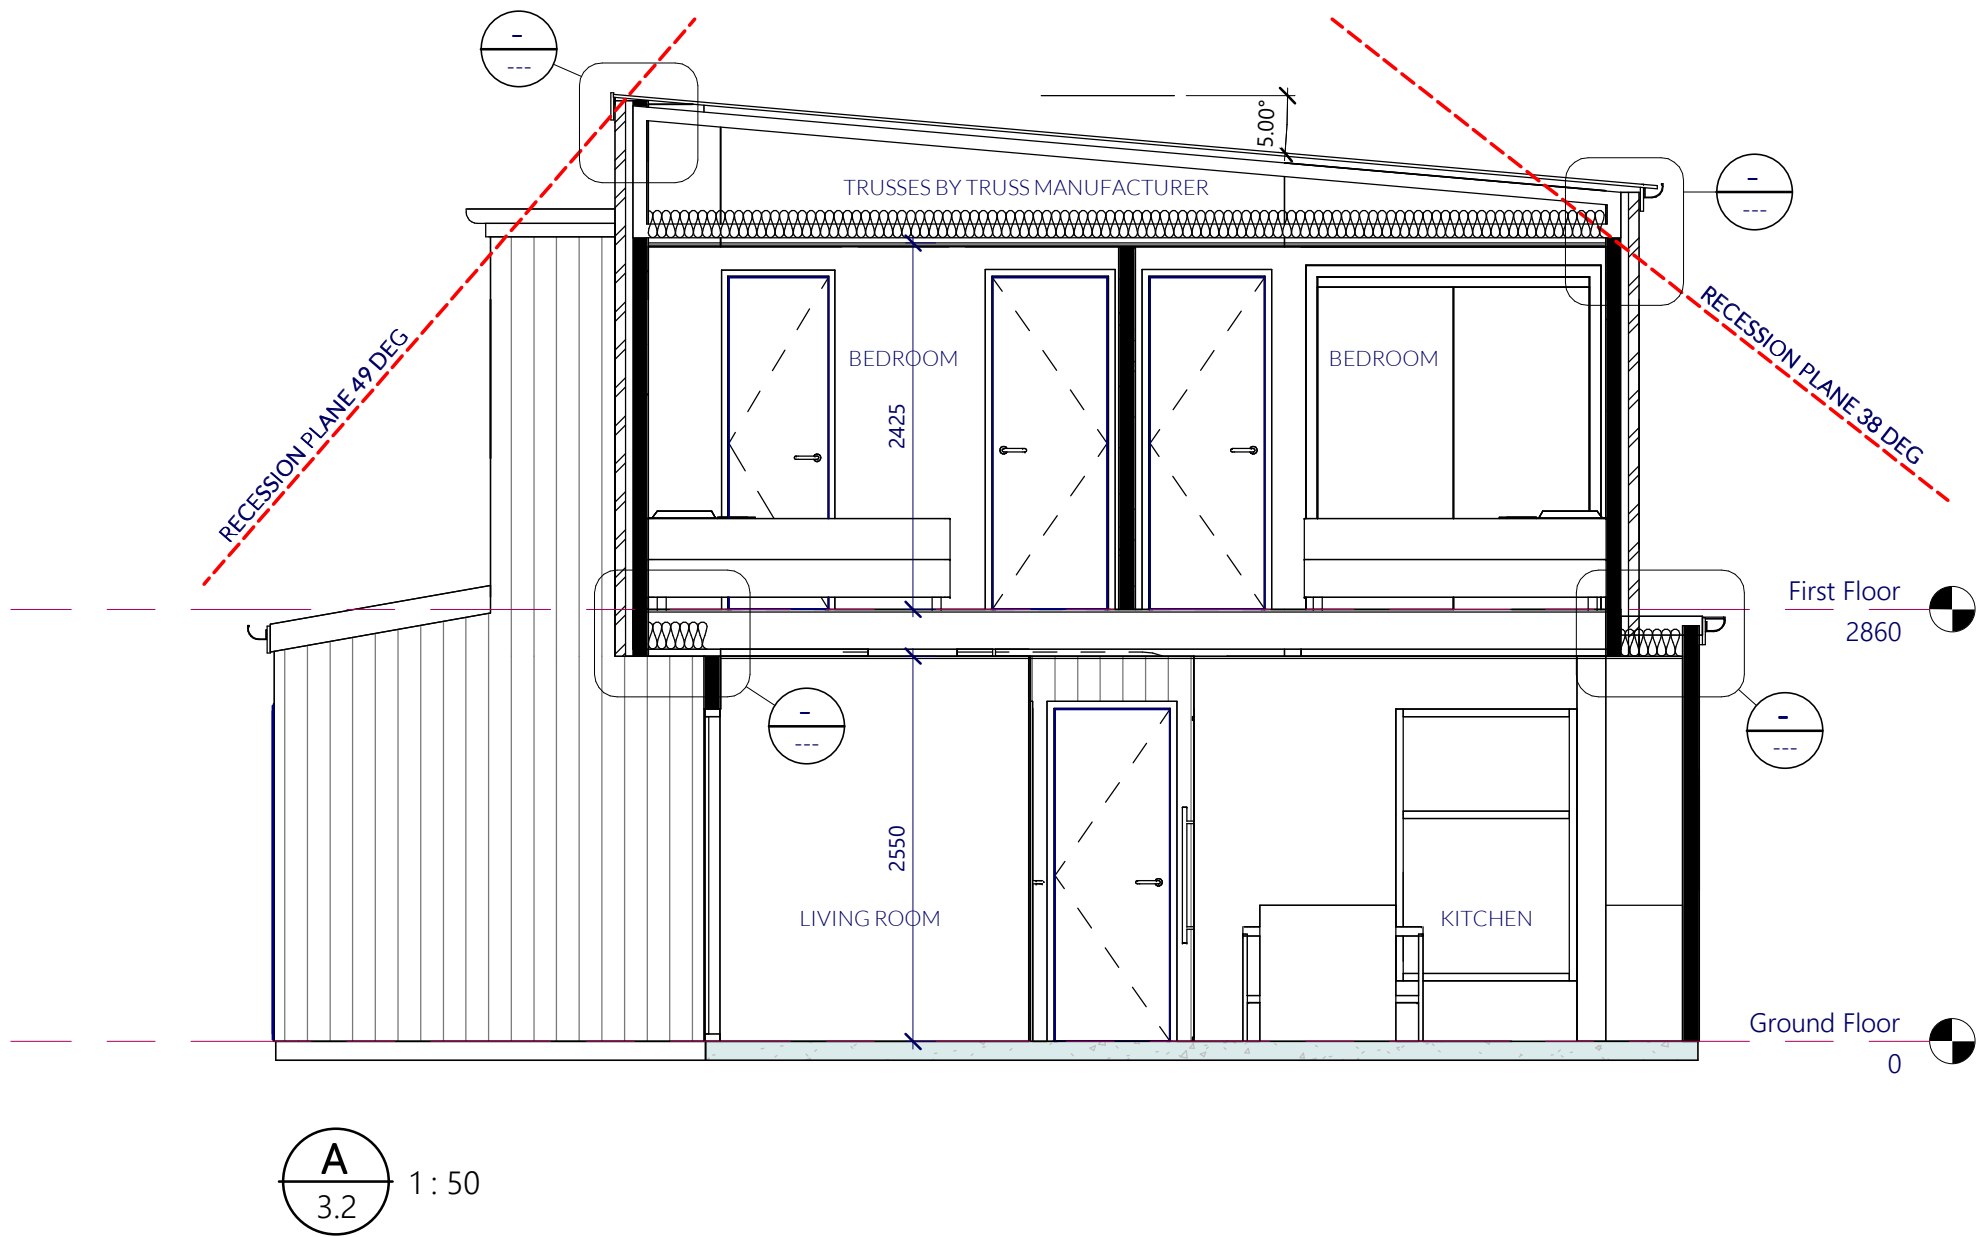 -
---
5.00°
TRUSSES BY TRUSS MANUFACTURER
-
---
RECESSION PLANE 49 DEG
RECESSION PLANE 38 DEG
BEDROOM
BEDROOM
2425
First Floor
2860
-
---
-
---
2550
LIVING ROOM
KITCHEN
Ground Floor
0
A
3.2
1 : 50